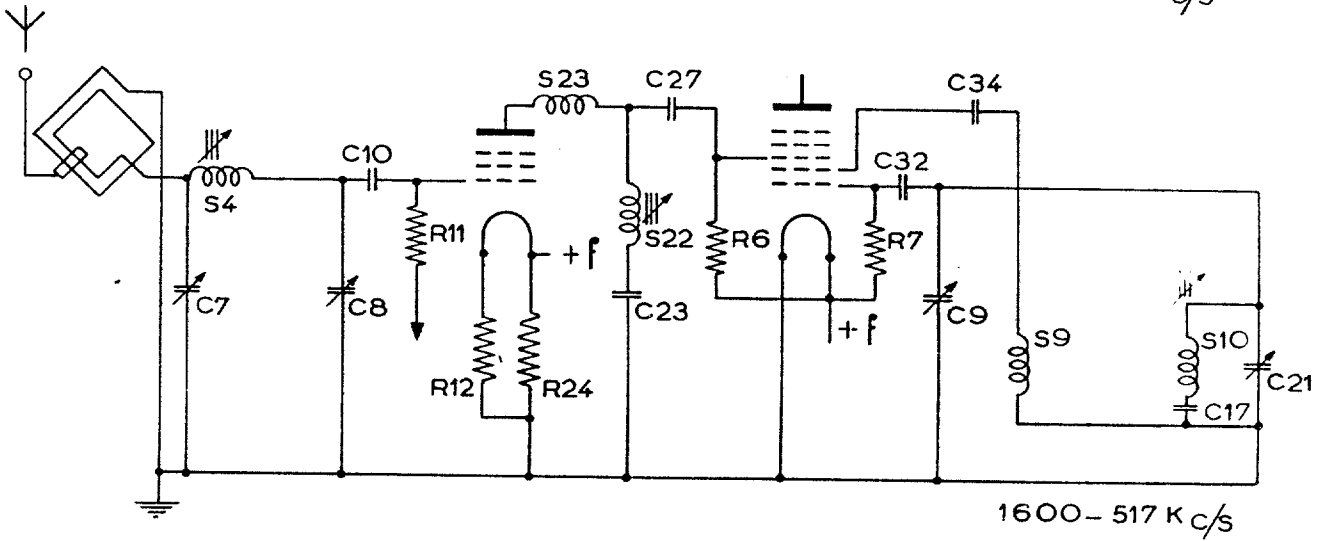 C/S
S23
C27
C34
C10
C32
S4
R11
+ f
S22
R6
R7
C7
C8
C23
+ f
C9
S9
S10
R12
R24
C21
C17
1600 – 517 K C/S